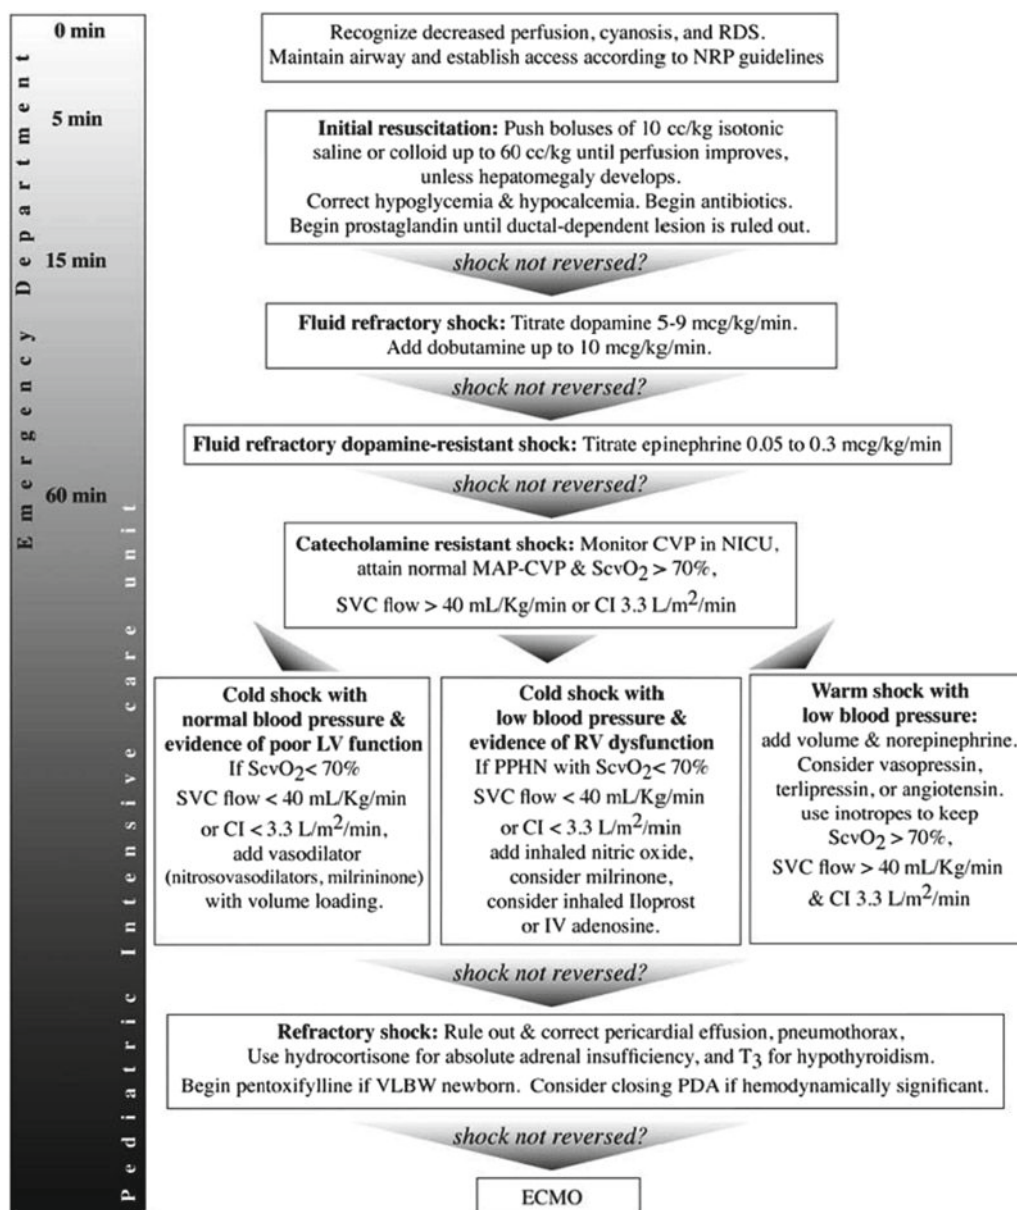 0 min
Recognize decreased perfusion, cyanosis, and RDS.
Maintain airway and establish access according to NRP guidelines
5 min
Initial resuscitation: Push boluses of 10 cc/kg isotonic
saline or colloid up to 60 cc/kg until perfusion improves,
unless hepatomegaly develops.
Correct hypoglycemia & hypocalcemia. Begin antibiotics.
Begin prostaglandin until ductal-dependent lesion is ruled out.
15 min
shock not reversed?
Fluid refractory shock: Titrate dopamine 5-9 mcg/kg/min.
Add dobutamine up to 10 mcg/kg/min.
shock not reversed?
Fluid refractory dopamine-resistant shock: Titrate epinephrine 0.05 to 0.3 mcg/kg/min
60 min
shock not reversed?
Catecholamine resistant shock: Monitor CVP in NICU,
attain normal MAP-CVP & ScvO₂ > 70%,
SVC flow > 40 mL/Kg/min or CI 3.3 L/m²/min
Cold shock with
normal blood pressure &
evidence of poor LV function
If ScvO₂< 70%
SVC flow < 40 mL/Kg/min
or CI < 3.3 L/m²/min,
add vasodilator
(nitrosovasodilators, milrininone)
with volume loading.
Cold shock with
low blood pressure &
evidence of RV dysfunction
If PPHN with ScvO₂< 70%
SVC flow < 40 mL/Kg/min
or CI < 3.3 L/m²/min
add inhaled nitric oxide,
consider milrinone,
consider inhaled Iloprost
or IV adenosine.
Warm shock with
low blood pressure:
add volume & norepinephrine.
Consider vasopressin,
terlipressin, or angiotensin.
use inotropes to keep
ScvO₂ > 70%,
SVC flow > 40 mL/Kg/min
& CI 3.3 L/m²/min
shock not reversed?
Refractory shock: Rule out & correct pericardial effusion, pneumothorax,
Use hydrocortisone for absolute adrenal insufficiency, and T₃ for hypothyroidism.
Begin pentoxifylline if VLBW newborn. Consider closing PDA if hemodynamically significant.
shock not reversed?
ECMO
Emergency Department
Pediatric Intensive care unit